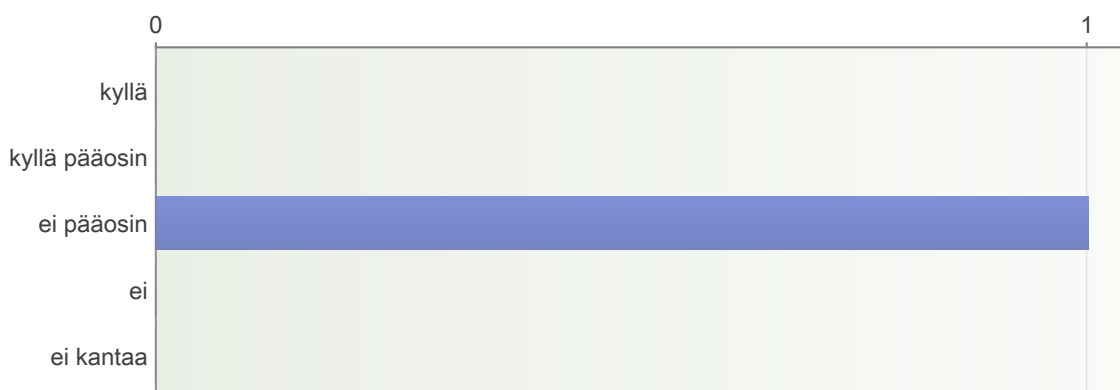 0 1
kyllä
kyllä pääosin
ei pääosin
ei
ei kantaa